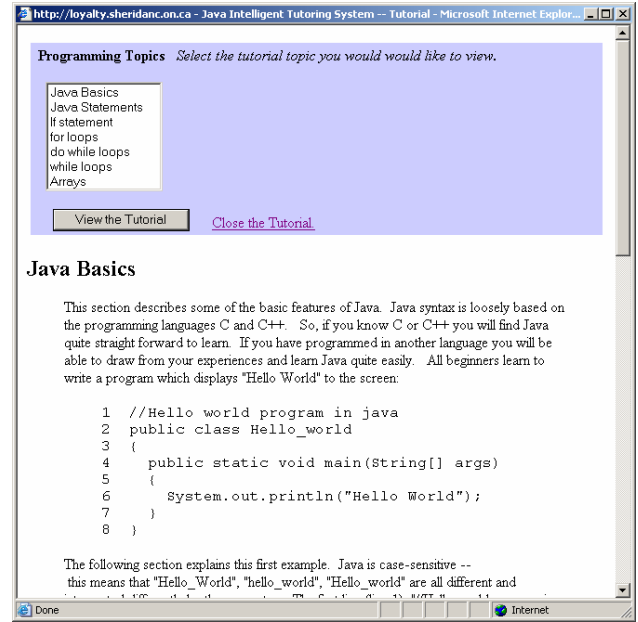 http://loyalty.sheridanc.on.ca - Java Intelligent Tutoring System -- Tutorial - Microsoft Internet Explor...
Programming Topics Select the tutorial topic you would would like to view.
Java Basics
Java Statements
If statement
for loops
do while loops
while loops
Arrays
View the Tutorial Close the Tutorial.
Java Basics
This section describes some of the basic features of Java. Java syntax is loosely based on
the programming languages C and C++. So, if you know C or C++ you will find Java
quite straight forward to learn. If you have programmed in another language you will be
able to draw from your experiences and learn Java quite easily. All beginners learn to
write a program which displays "Hello World" to the screen:
1 //Hello world program in java
2 public class Hello_world
3 {
4 public static void main(String[] args)
5 {
6 System.out.println("Hello World");
7 }
8 }
The following section explains this first example. Java is case-sensitive --
this means that "Hello_World", "hello_world", "Hello_world" are all different and
Done Internet